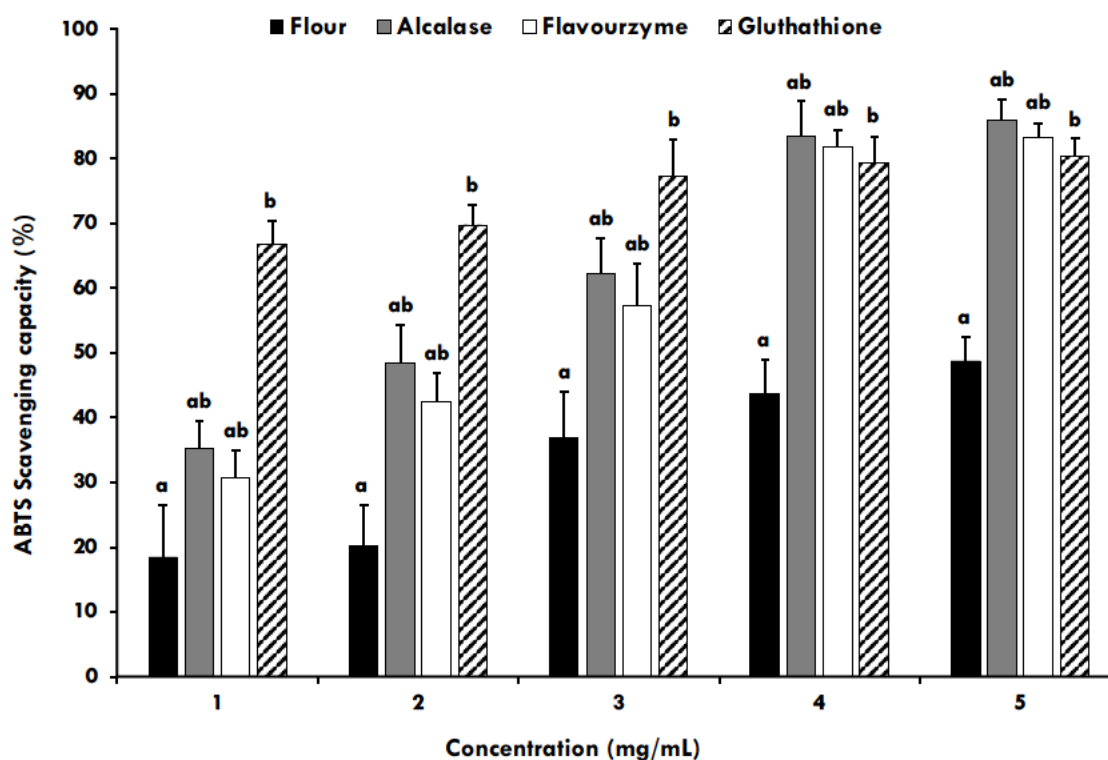 100
Flour Alcalase Flavourzyme Gluthathione
90
80
70
60
50
40
30
20
10
0
ABTS Scavenging capacity (%)
a ab ab b
a ab ab b
a ab ab b
a ab ab b
a ab ab b
1 2 3 4 5
Concentration (mg/mL)